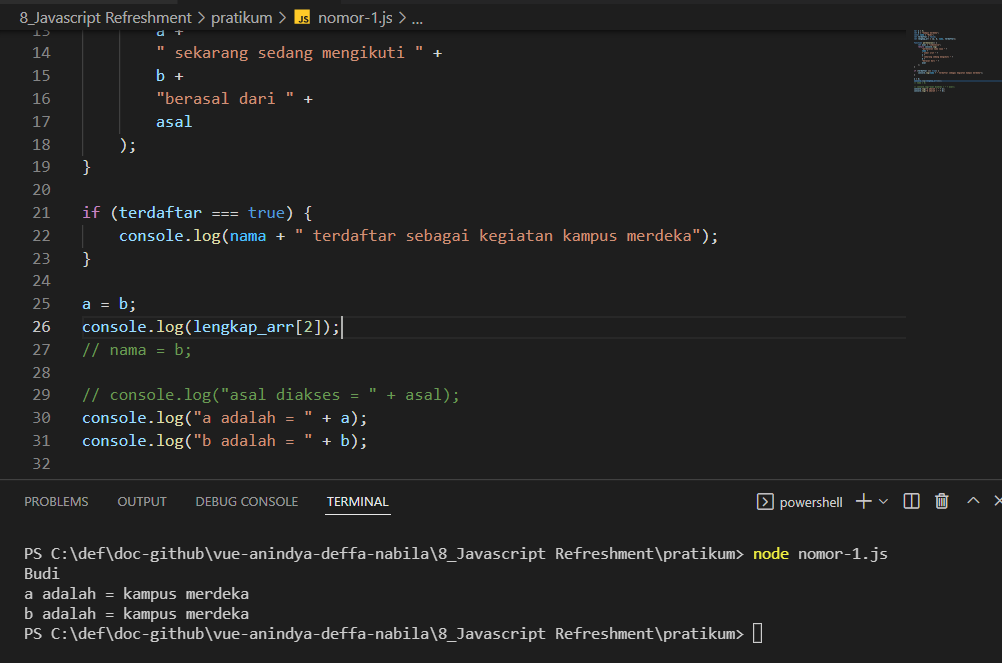 8_Javascript Refreshment > pratikum > JS nomor-1.js > ...
13 a +
14 " sekarang sedang mengikuti " +
15 b +
16 "berasal dari " +
17 asal
18 );
19 }
20
21 if (terdaftar === true) {
22 console.log(nama + " terdaftar sebagai kegiatan kampus merdeka");
23 }
24
25 a = b;
26 console.log(lengkap_arr[2]);
27 // nama = b;
28
29 // console.log("asal diakses = " + asal);
30 console.log("a adalah = " + a);
31 console.log("b adalah = " + b);
32
PROBLEMS OUTPUT DEBUG CONSOLE TERMINAL powershell
PS C:\def\doc-github\vue-anindya-deffa-nabila\8_Javascript Refreshment\pratikum> node nomor-1.js
Budi
a adalah = kampus merdeka
b adalah = kampus merdeka
PS C:\def\doc-github\vue-anindya-deffa-nabila\8_Javascript Refreshment\pratikum>